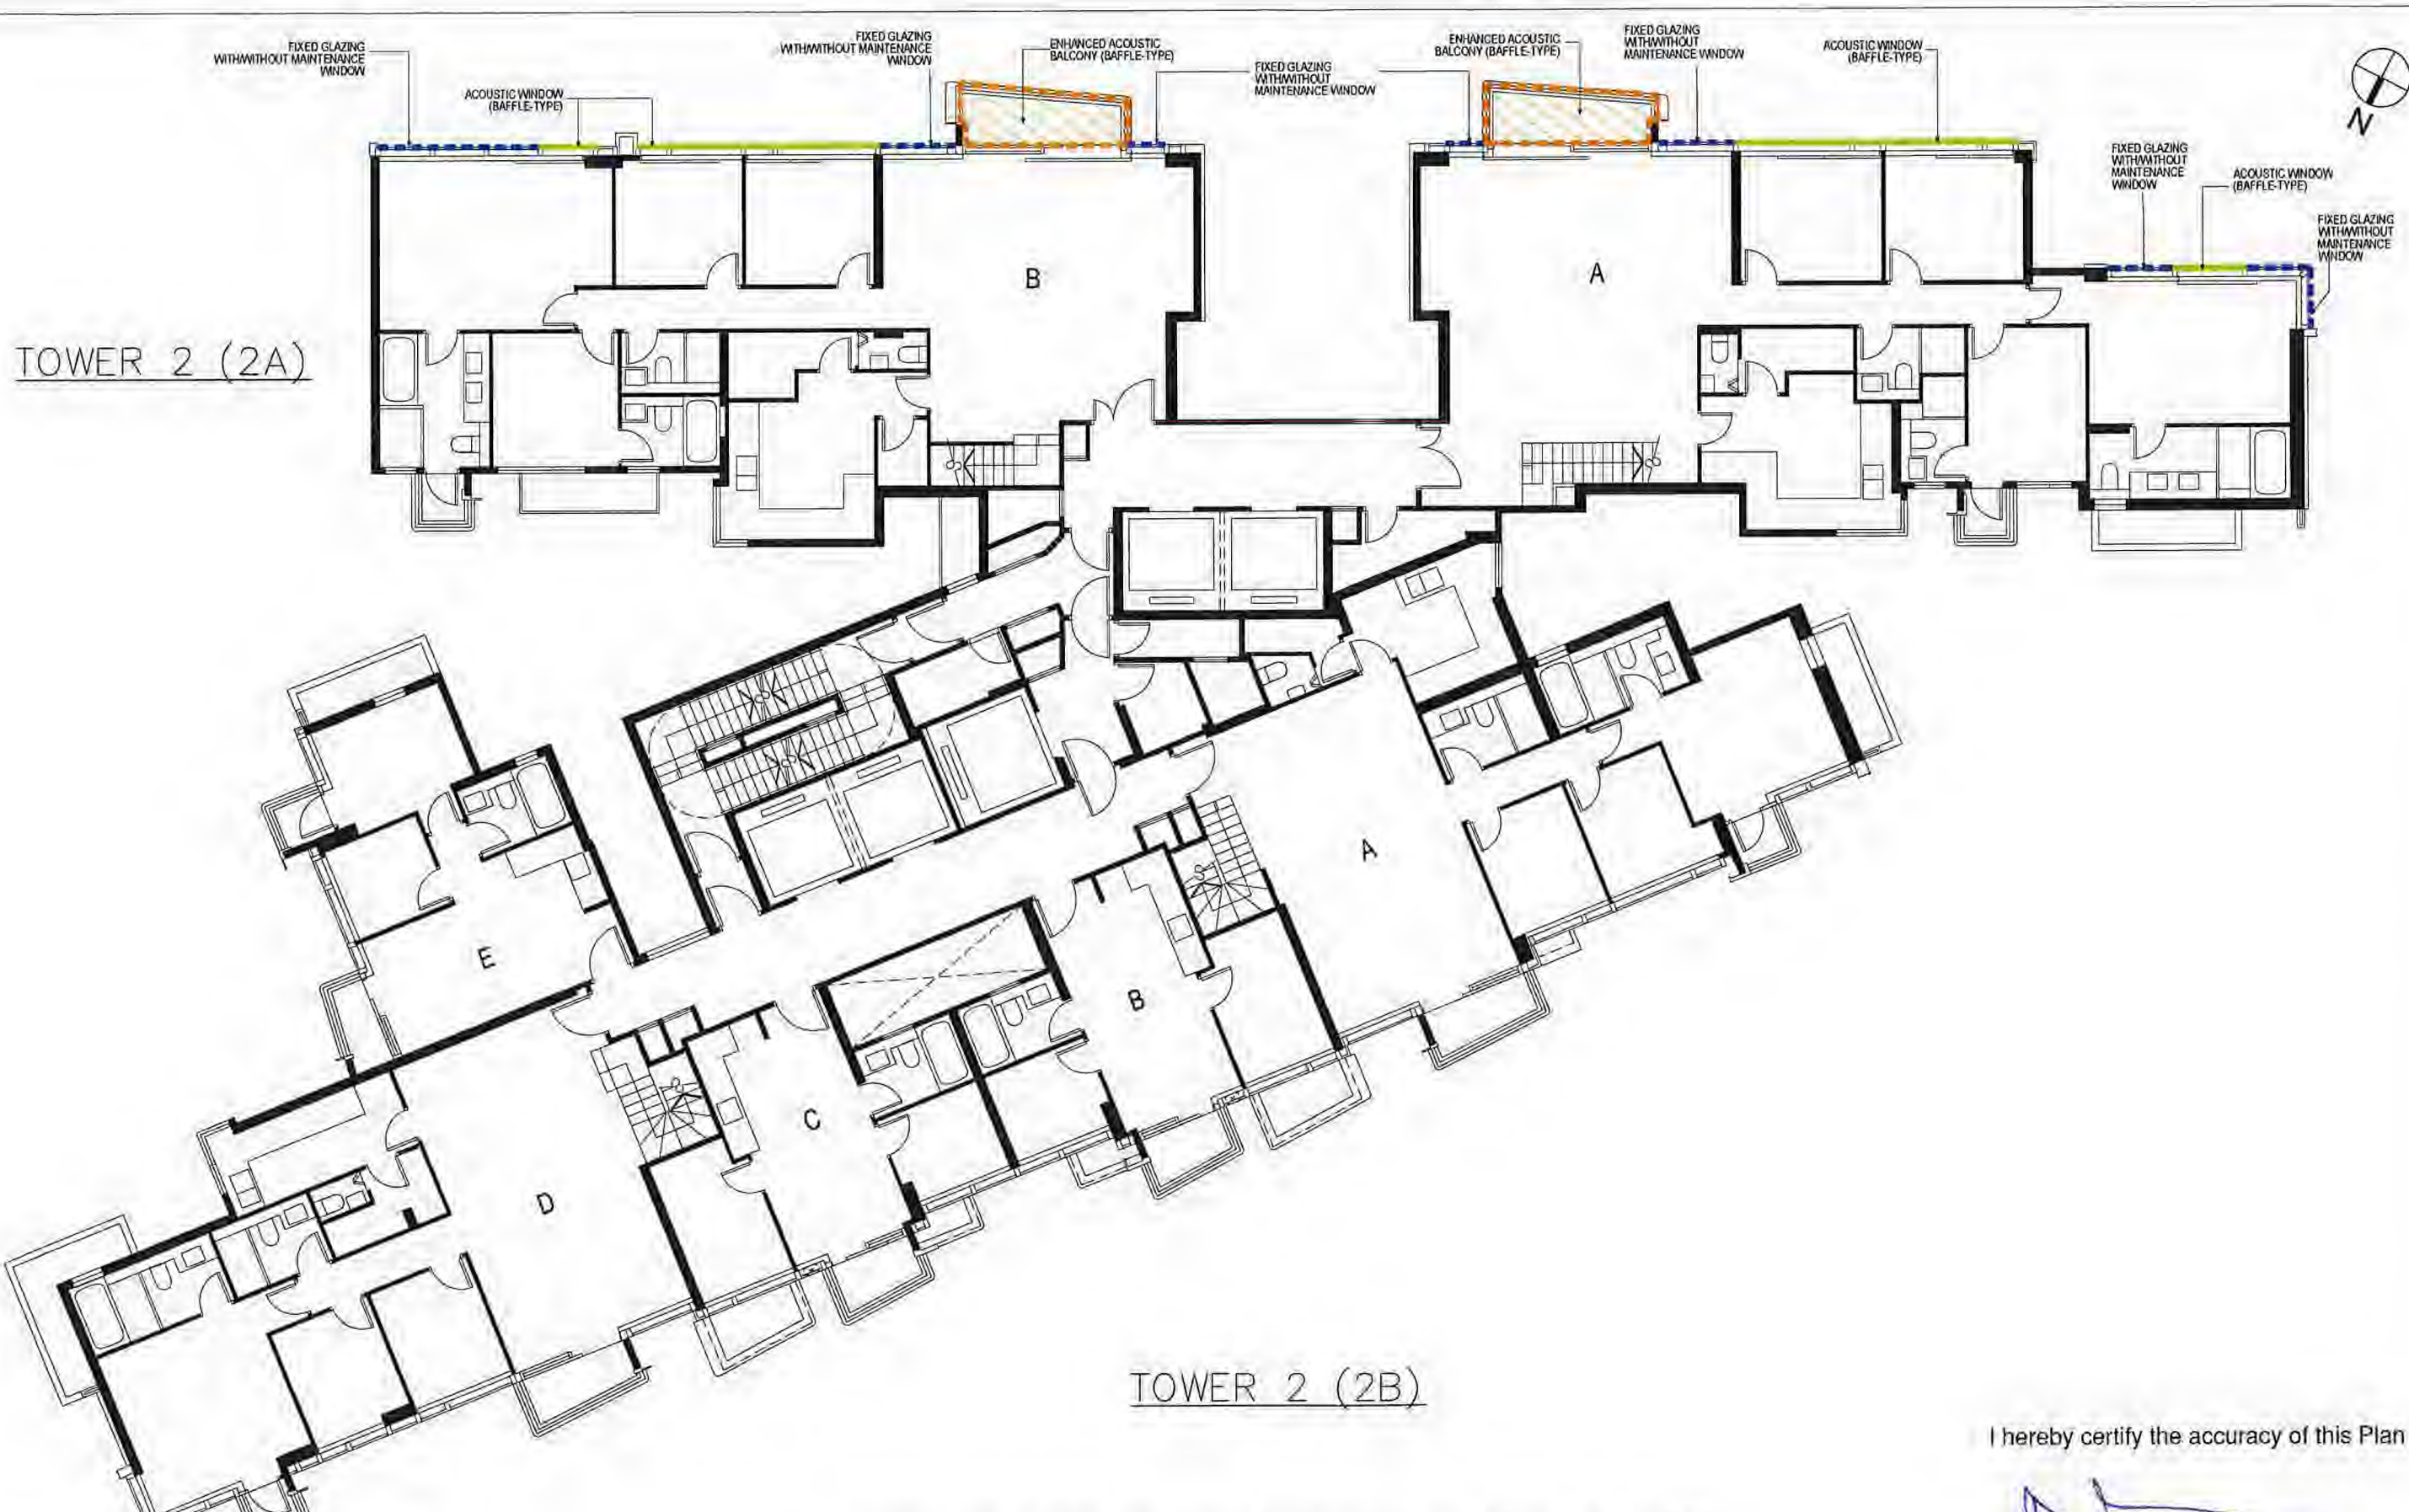 FIXED GLAZING
WITH/WITHOUT MAINTENANCE
WINDOW
ACOUSTIC WINDOW
(BAFFLE-TYPE)
FIXED GLAZING
WITH/WITHOUT MAINTENANCE
WINDOW
ENHANCED ACOUSTIC
BALCONY (BAFFLE-TYPE)
FIXED GLAZING
WITH/WITHOUT
MAINTENANCE WINDOW
ENHANCED ACOUSTIC
BALCONY (BAFFLE-TYPE)
FIXED GLAZING
WITH/WITHOUT
MAINTENANCE WINDOW
ACOUSTIC WINDOW
(BAFFLE-TYPE)
N
FIXED GLAZING
WITH/WITHOUT
MAINTENANCE
WINDOW
ACOUSTIC WINDOW
(BAFFLE-TYPE)
FIXED GLAZING
WITH/WITHOUT
MAINTENANCE
WINDOW
B
A
TOWER 2 (2A)
A
E
B
C
D
TOWER 2 (2B)
I hereby certify the accuracy of this Plan